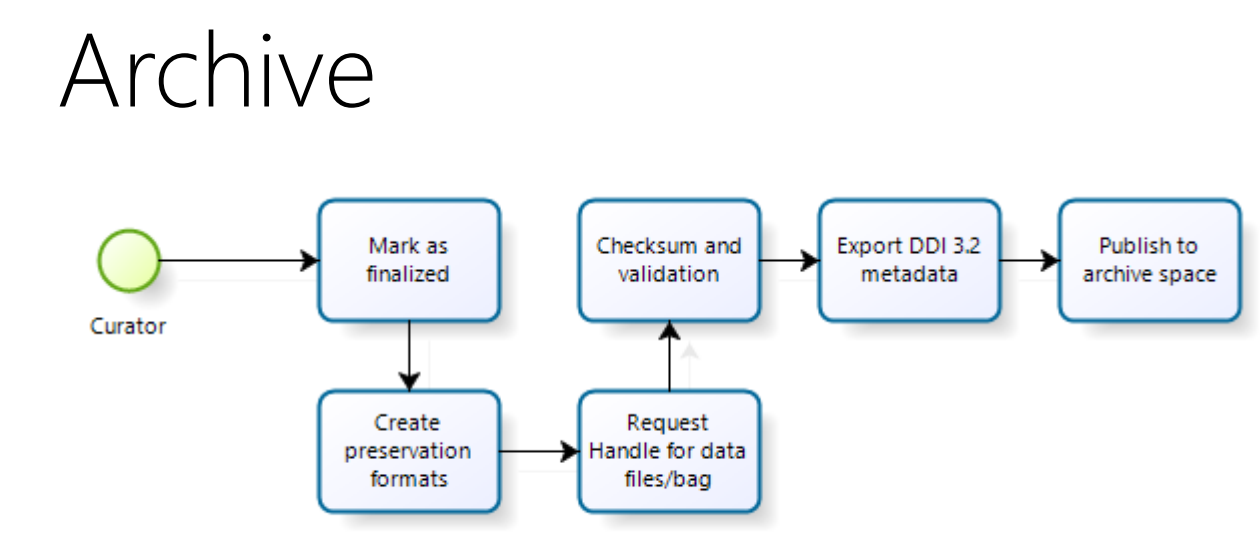 Archive
Curator
Mark as
finalized
Create
preservation
formats
Request
Handle for data
files/bag
Checksum and
validation
Export DDI 3.2
metadata
Publish to
archive space